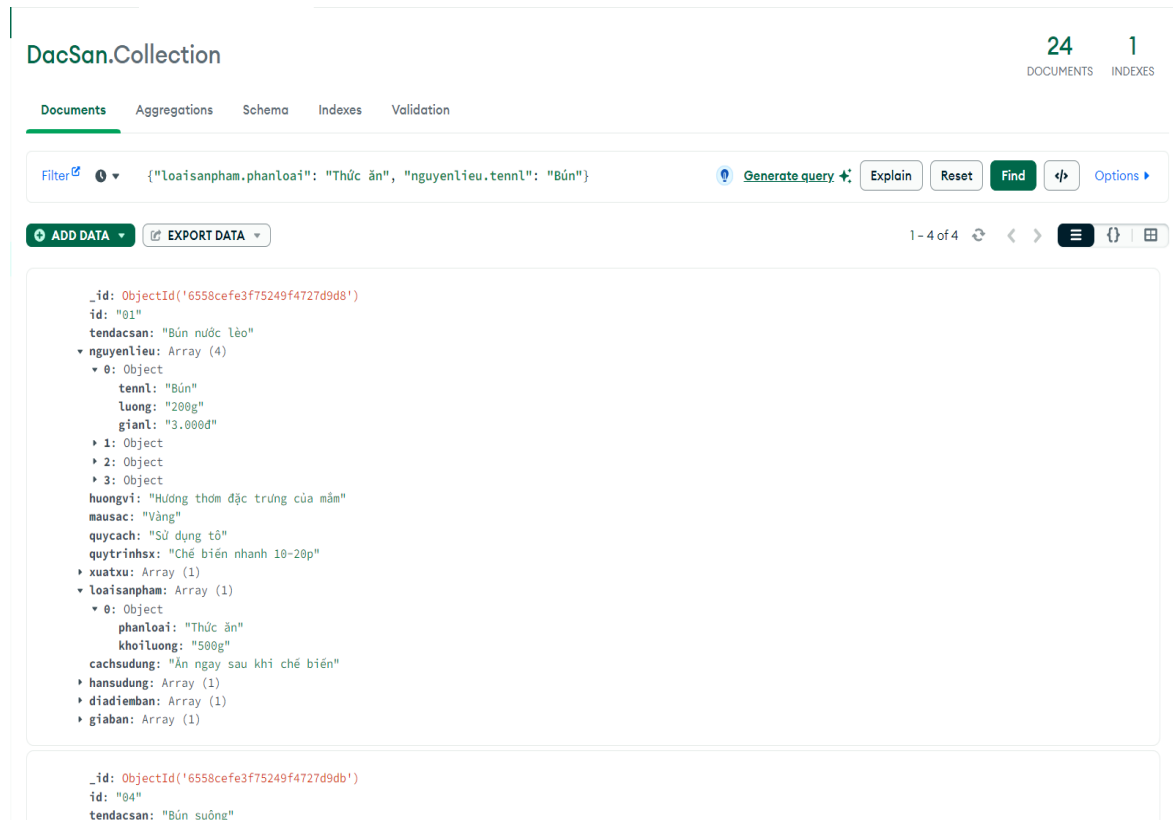 DacSan.Collection
24 1
DOCUMENTS INDEXES
Documents Aggregations Schema Indexes Validation
Filter {"loaisanpham.phanloai": "Thức ăn", "nguyenlieu.tennl": "Bún"} Generate query Explain Reset Find </> Options
ADD DATA EXPORT DATA 1 – 4 of 4 {}
_id: ObjectId('6558cefe3f75249f4727d9d8')
id: "01"
tendacsan: "Bún nước lèo"
nguyenlieu: Array (4)
0: Object
tennl: "Bún"
luong: "200g"
gianl: "3.000đ"
1: Object
2: Object
3: Object
huongvi: "Hương thơm đặc trưng của mắm"
mausac: "Vàng"
quycach: "Sử dụng tô"
quytrinhsx: "Chế biến nhanh 10-20p"
xuatxu: Array (1)
loaisanpham: Array (1)
0: Object
phanloai: "Thức ăn"
khoiluong: "500g"
cachsudung: "Ăn ngay sau khi chế biến"
hansudung: Array (1)
diadiemban: Array (1)
giaban: Array (1)
_id: ObjectId('6558cefe3f75249f4727d9db')
id: "04"
tendacsan: "Bún suông"